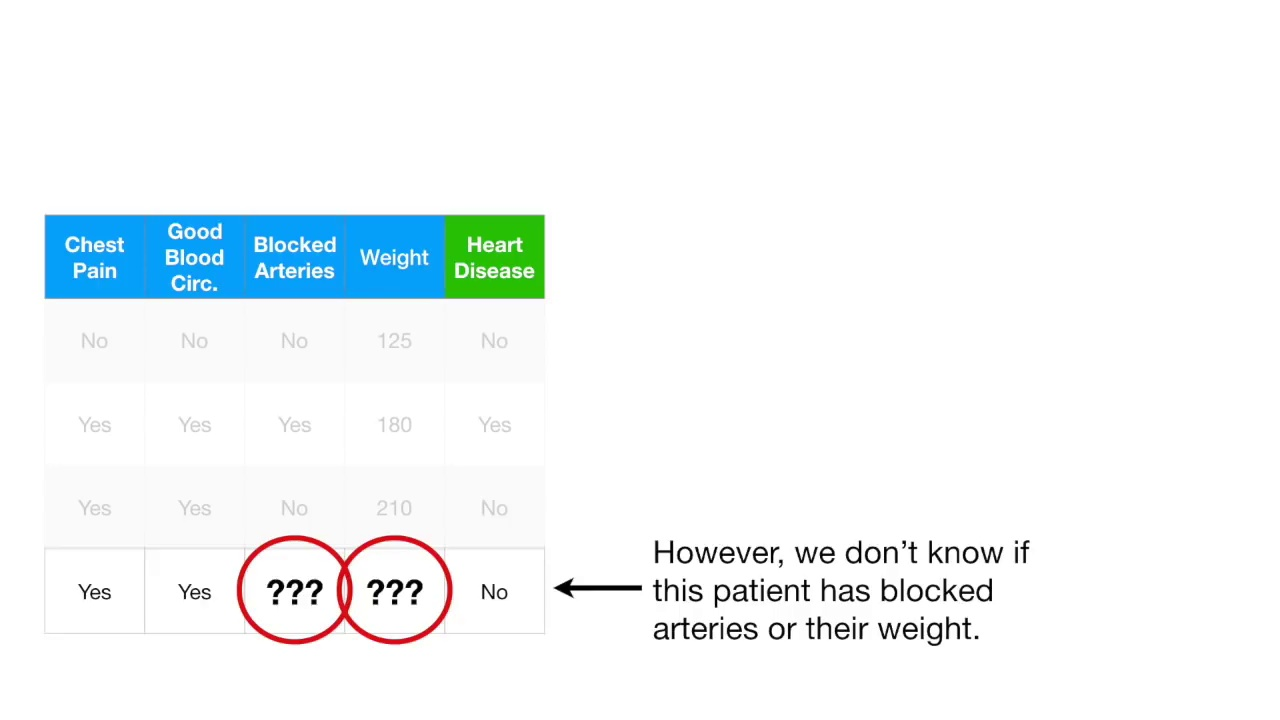 Chest Pain Good Blood Circ. Blocked Arteries Weight Heart Disease
No No No 125 No
Yes Yes Yes 180 Yes
Yes Yes No 210 No
Yes Yes ??? ??? No
However, we don’t know if
this patient has blocked
arteries or their weight.